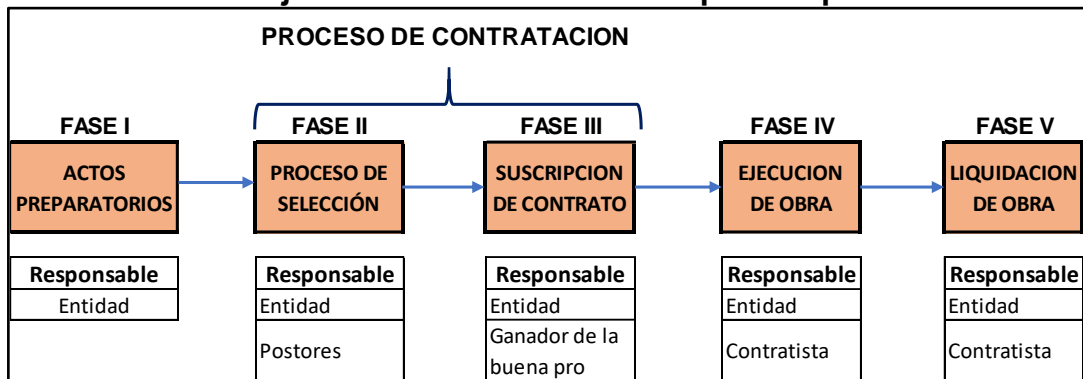 PROCESO DE CONTRATACION
FASE I
FASE II
FASE III
FASE IV
FASE V
ACTOS
PREPARATORIOS
PROCESO DE
SELECCIÓN
SUSCRIPCION
DE CONTRATO
EJECUCION
DE OBRA
LIQUIDACION
DE OBRA
Responsable
Entidad
Responsable
Entidad
Postores
Responsable
Entidad
Ganador de la
buena pro
Responsable
Entidad
Contratista
Responsable
Entidad
Contratista